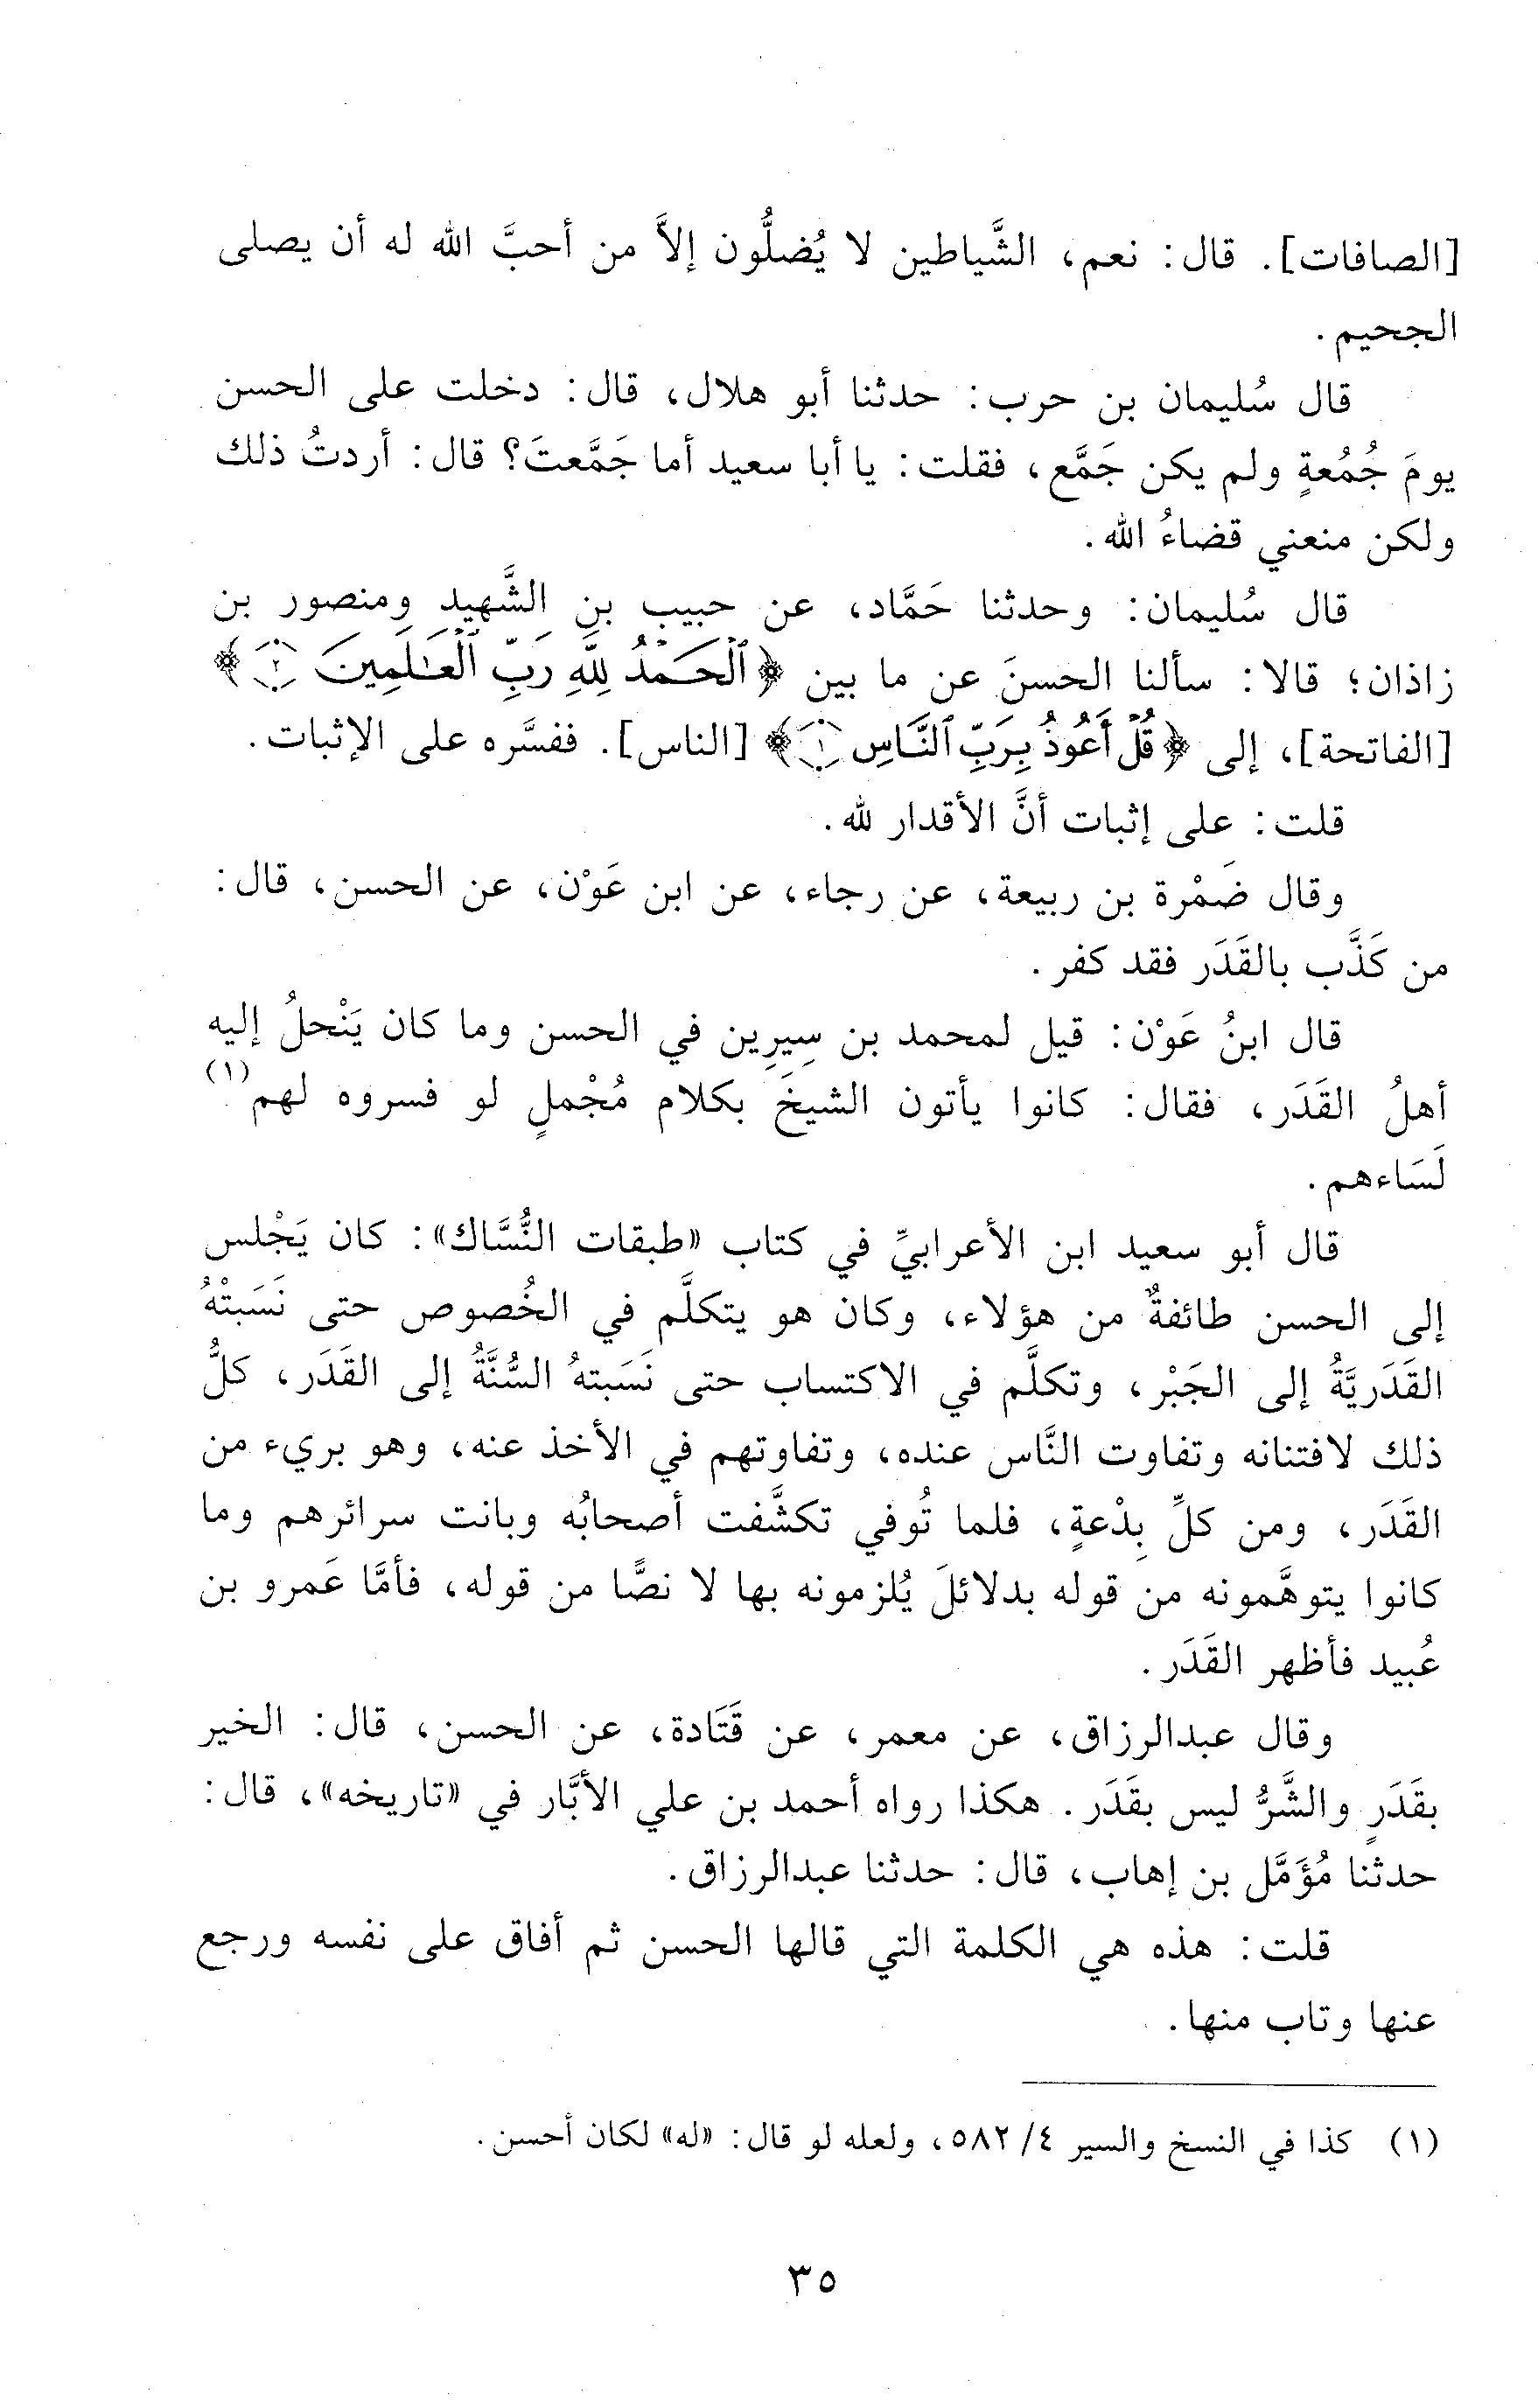 [الصافات]. قال: نعم، الشَّياطين لا يُضلُّون إلاَّ من أحبَّ الله له أن يصلى
الجحيم.
قال سُليمان بن حرب: حدثنا أبو هلال، قال: دخلت على الحسن
يومَ جُمُعةٍ ولم يكن جَمَّع، فقلت: يا أبا سعيد أما جَمَّعتَ؟ قال: أردتُ ذلك
ولكن منعني قضاءُ الله.
قال سُليمان: وحدثنا حَمَّاد، عن حبيب بن الشَّهيدِ ومنصور بن
زاذان؛ قالا: سألنا الحسنَ عن ما بين ﴿ٱلْحَمْدُ لِلَّهِ رَبِّ ٱلْعَـٰلَمِينَ ٢﴾
[الفاتحة]، إلى ﴿قُلْ أَعُوذُ بِرَبِّ ٱلنَّاسِ ١﴾ [الناس]. ففسَّره على الإثبات.
قلت: على إثبات أنَّ الأقدار لله.
وقال ضَمْرة بن ربيعة، عن رجاء، عن ابن عَوْن، عن الحسن، قال:
من كَذَّب بالقَدَر فقد كفر.
قال ابنُ عَوْن: قيل لمحمد بن سِيرِين في الحسن وما كان يَنْحلُ إليه
أهلُ القَدَر، فقال: كانوا يأتون الشيخَ بكلام مُجْملٍ لو فسروه لهم(١)
لَسَاءهم.
قال أبو سعيد ابن الأعرابيِّ في كتاب «طبقات النُّسَّاك»: كان يَجْلس
إلى الحسن طائفةٌ من هؤلاء، وكان هو يتكلَّم في الخُصوص حتى نَسَبتْهُ
القَدَريَّةُ إلى الجَبْر، وتكلَّم في الاكتساب حتى نَسَبتهُ السُّنَّةُ إلى القَدَر، كلُّ
ذلك لافتنانه وتفاوت النَّاس عنده، وتفاوتهم في الأخذ عنه، وهو بريء من
القَدَر، ومن كلِّ بِدْعةٍ، فلما تُوفي تكشَّفت أصحابُه وبانت سرائرهم وما
كانوا يتوهَّمونه من قوله بدلائلَ يُلزمونه بها لا نصًّا من قوله، فأمَّا عَمرو بن
عُبيد فأظهر القَدَر.
وقال عبدالرزاق، عن معمر، عن قَتَادة، عن الحسن، قال: الخير
بقَدَرٍ والشَّرُّ ليس بقَدَر. هكذا رواه أحمد بن علي الأبَّار في «تاريخه»، قال:
حدثنا مُؤَمَّل بن إهاب، قال: حدثنا عبدالرزاق.
قلت: هذه هي الكلمة التي قالها الحسن ثم أفاق على نفسه ورجع
عنها وتاب منها.
(١) كذا في النسخ والسير ٤/ ٥٨٢، ولعله لو قال: «له» لكان أحسن.
٣٥